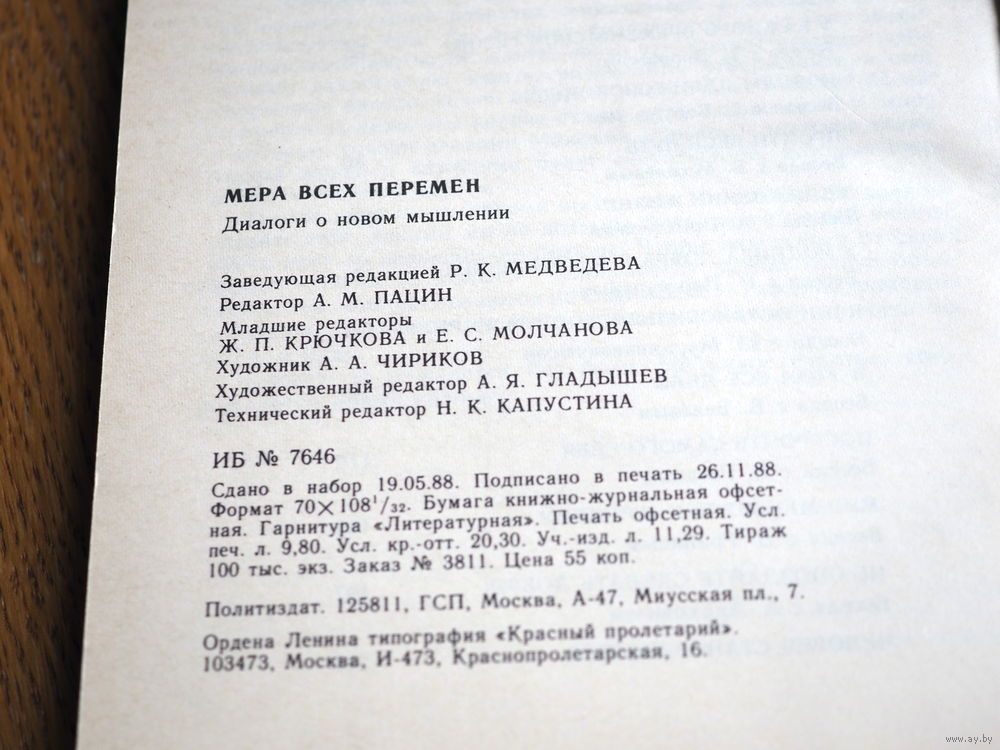 МЕРА ВСЕХ ПЕРЕМЕН
Диалоги о новом мышлении
Заведующая редакцией Р. К. МЕДВЕДЕВА
Редактор А. М. ПАЦИН
Младшие редакторы
Ж. П. КРЮЧКОВА и Е. С. МОЛЧАНОВА
Художник А. А. ЧИРИКОВ
Художественный редактор А. Я. ГЛАДЫШЕВ
Технический редактор Н. К. КАПУСТИНА
ИБ № 7646
Сдано в набор 19.05.88. Подписано в печать 26.11.88.
Формат 70×108¹/₃₂. Бумага книжно-журнальная офсет-
ная. Гарнитура «Литературная». Печать офсетная. Усл.
печ. л. 9,80. Усл. кр.-отт. 20,30. Уч.-изд. л. 11,29. Тираж
100 тыс. экз. Заказ № 3811. Цена 55 коп.
Политиздат. 125811, ГСП, Москва, А-47, Миусская пл., 7.
Ордена Ленина типография «Красный пролетарий».
103473, Москва, И-473, Краснопролетарская, 16.
www.ay.by